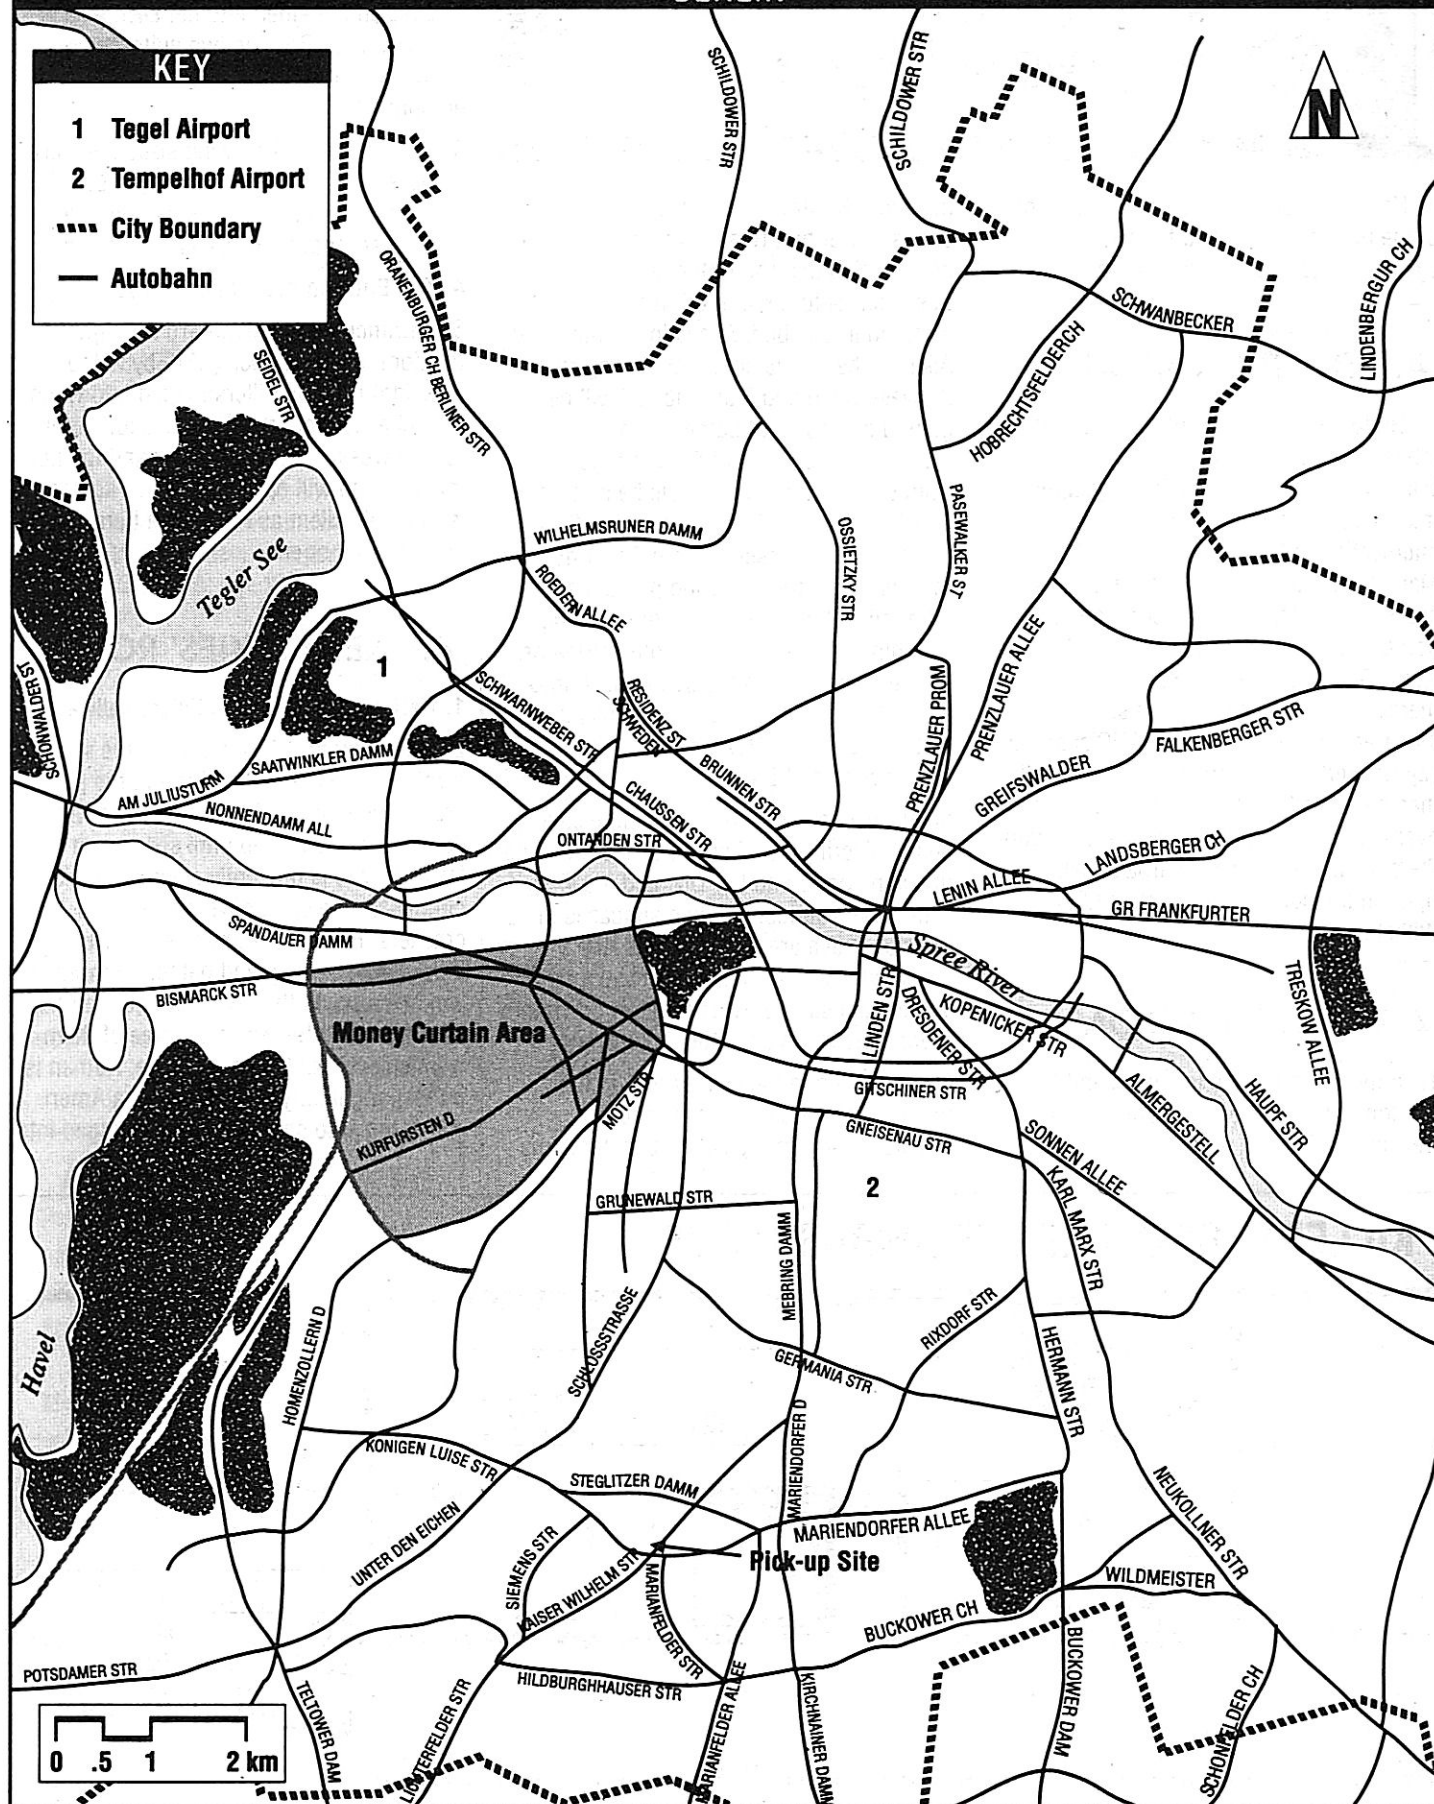 KEY
1 Tegel Airport
2 Tempelhof Airport
City Boundary
Autobahn
N
SCHILDOWER STR
SCHILDOWER STR
ORANENBURGER CH BERLINER STR
SEIDEL STR
SCHWANBECKER
LINDENBERGUR CH
HOBRECHTSFELDERCH
WILHELMSRUNER DAMM
OSSIETZKY STR
PASEWALKER ST
Tegler See
ROEDERN ALLEE
1
SCHONWALDER ST
SCHWARNWEBER STR
RESIDENZ ST
SCHWEDEN
PRENZLAUER PROM
PRENZLAUER ALLEE
FALKENBERGER STR
SAATWINKLER DAMM
AM JULIUSTURM
NONNENDAMM ALL
BRUNNEN STR
CHAUSSEN STR
GREIFSWALDER
ONTANDEN STR
LANDSBERGER CH
LENIN ALLEE
GR FRANKFURTER
SPANDAUER DAMM
Spree River
BISMARCK STR
TRESKOW ALLEE
Money Curtain Area
LINDEN STR
DRESDENER STR
KOPENICKER STR
GITSCHINER STR
MOTZ STR
ALMERGESTELL
HAUPF STR
KURFURSTEN D
GNEISENAU STR
SONNEN ALLEE
2
KARL MARX STR
GRUNEWALD STR
MEBRING DAMM
Havel
HOMENZOLLERN D
SCHLOSSSTRASSE
RIXDORF STR
GERMANIA STR
HERMANN STR
KONIGEN LUISE STR
MARIENDORFER D
STEGLITZER DAMM
NEUKOLLNER STR
UNTER DEN EICHEN
MARIENDORFER ALLEE
SIEMENS STR
Pick-up Site
KAISER WILHELM STR
MARIANFELDER STR
WILDMEISTER
BUCKOWER CH
POTSDAMER STR
HILDBURGHHAUSER STR
TELTOWER DAM
LICHTERFELDER STR
MARIANFELDER ALLEE
KIRCHNAINER DAMM
BUCKOWER DAM
SCHONFELDER CH
0 .5 1 2 km